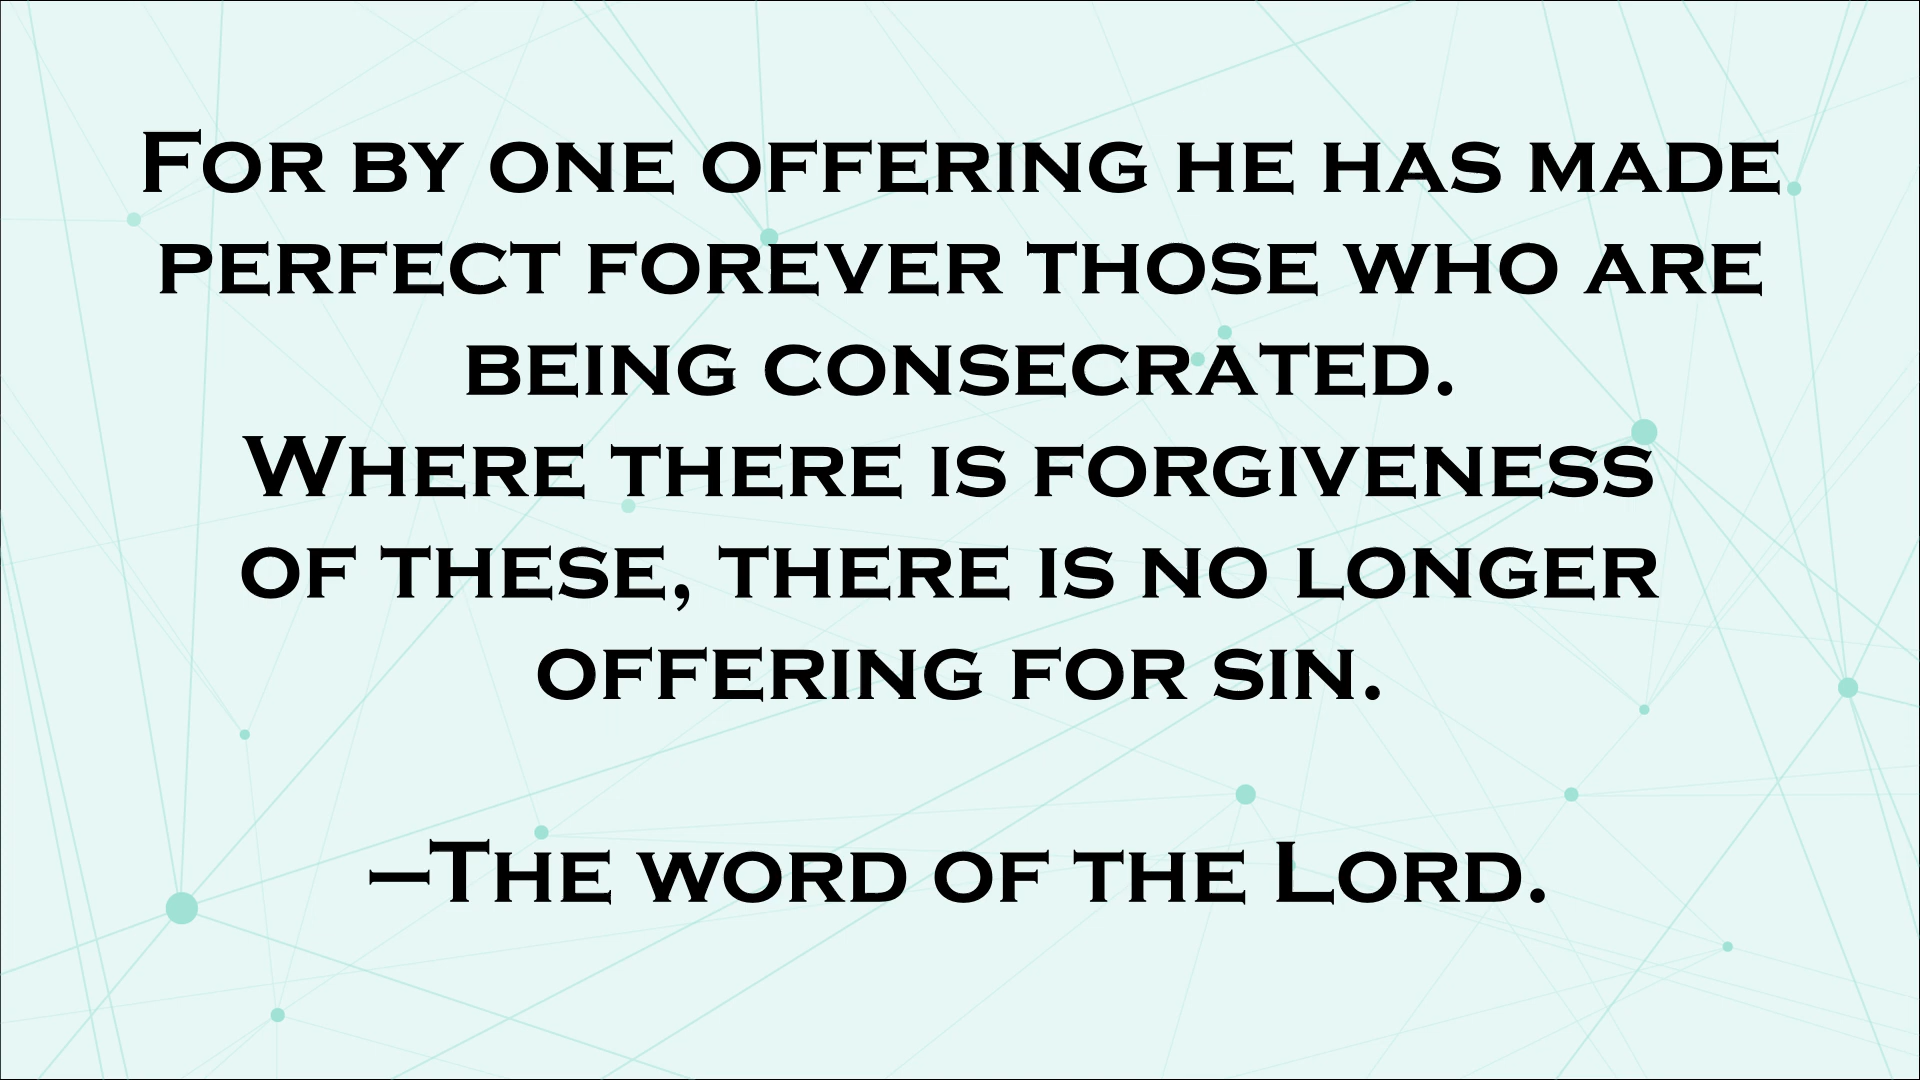 For by one offering he has made
perfect forever those who are
being consecrated.
Where there is forgiveness
of these, there is no longer
offering for sin.
–The word of the Lord.